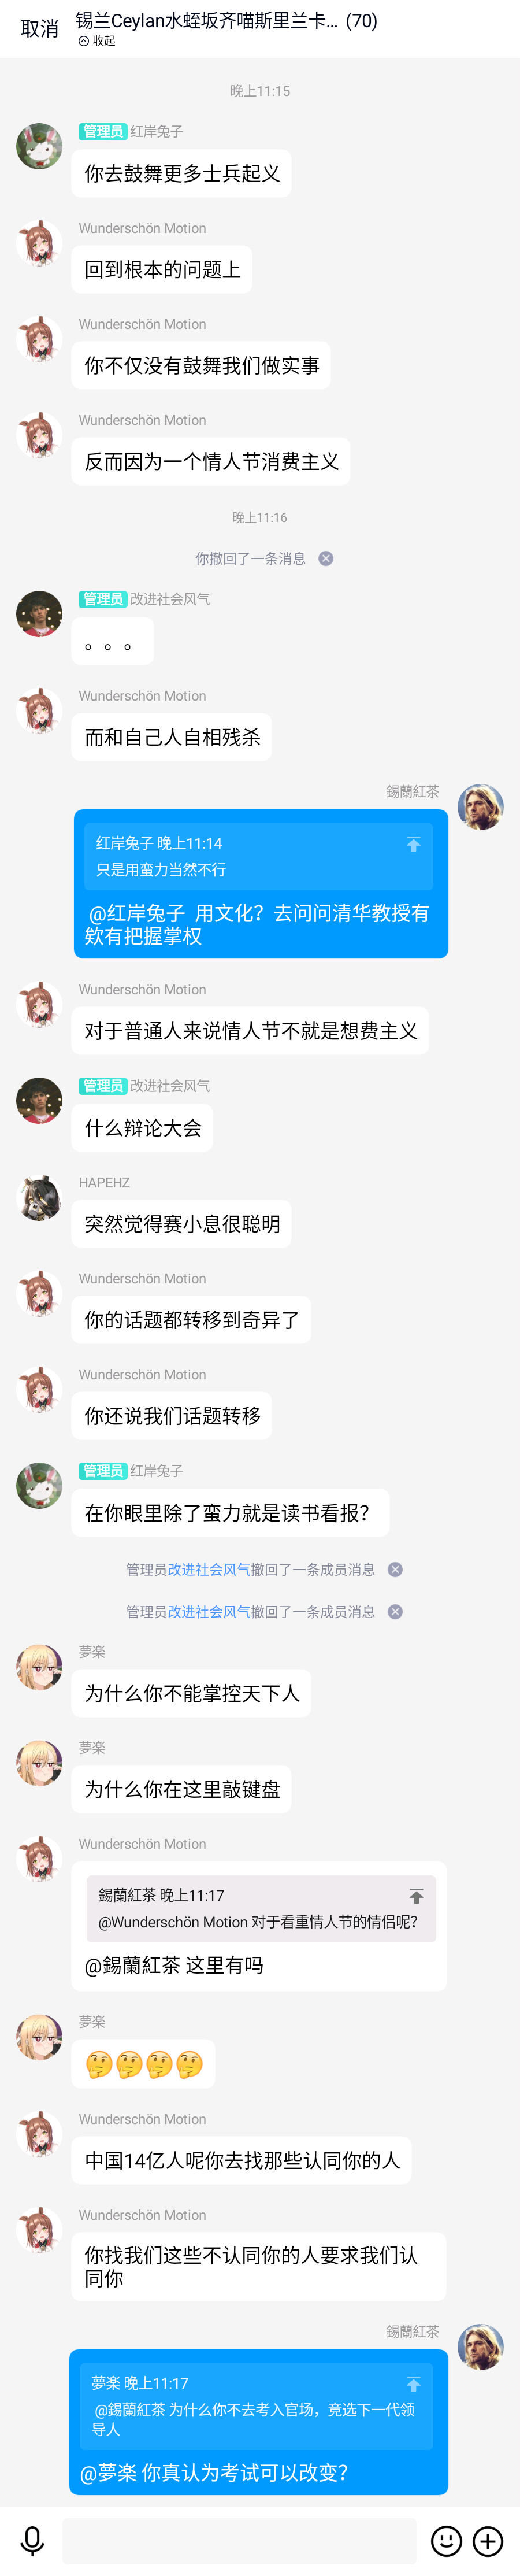 取消
锡兰Ceylan水蛭坂齐喵斯里兰卡... (70)
收起
晚上11:15
管理员 红岸兔子
你去鼓舞更多士兵起义
Wunderschön Motion
回到根本的问题上
Wunderschön Motion
你不仅没有鼓舞我们做实事
Wunderschön Motion
反而因为一个情人节消费主义
晚上11:16
你撤回了一条消息
管理员 改进社会风气
。。。
Wunderschön Motion
而和自己人自相残杀
錫蘭紅茶
红岸兔子 晚上11:14
只是用蛮力当然不行
@红岸兔子 用文化？去问问清华教授有
欸有把握掌权
Wunderschön Motion
对于普通人来说情人节不就是想费主义
管理员 改进社会风气
什么辩论大会
HAPEHZ
突然觉得赛小息很聪明
Wunderschön Motion
你的话题都转移到奇异了
Wunderschön Motion
你还说我们话题转移
管理员 红岸兔子
在你眼里除了蛮力就是读书看报？
管理员改进社会风气撤回了一条成员消息
管理员改进社会风气撤回了一条成员消息
夢楽
为什么你不能掌控天下人
夢楽
为什么你在这里敲键盘
Wunderschön Motion
錫蘭紅茶 晚上11:17
@Wunderschön Motion 对于看重情人节的情侣呢？
@錫蘭紅茶 这里有吗
夢楽
🤔🤔🤔🤔
Wunderschön Motion
中国14亿人呢你去找那些认同你的人
Wunderschön Motion
你找我们这些不认同你的人要求我们认
同你
錫蘭紅茶
夢楽 晚上11:17
@錫蘭紅茶 为什么你不去考入官场，竞选下一代领
导人
@夢楽 你真认为考试可以改变？